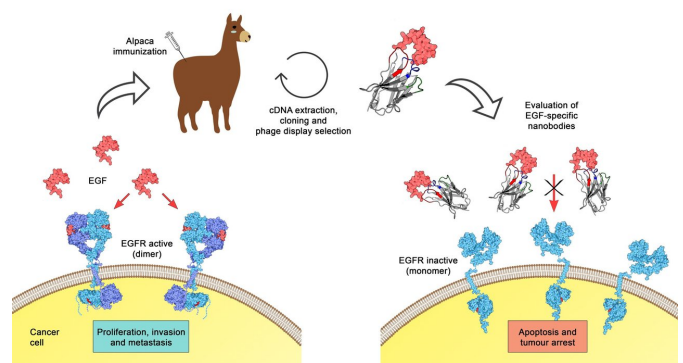 Alpaca
immunization
cDNA extraction,
cloning and
phage display selection
Evaluation of
EGF-specific
nanobodies
EGF
EGFR active
(dimer)
EGFR inactive
(monomer)
Cancer
cell
Proliferation, invasion
and metastasis
Apoptosis and
tumour arrest